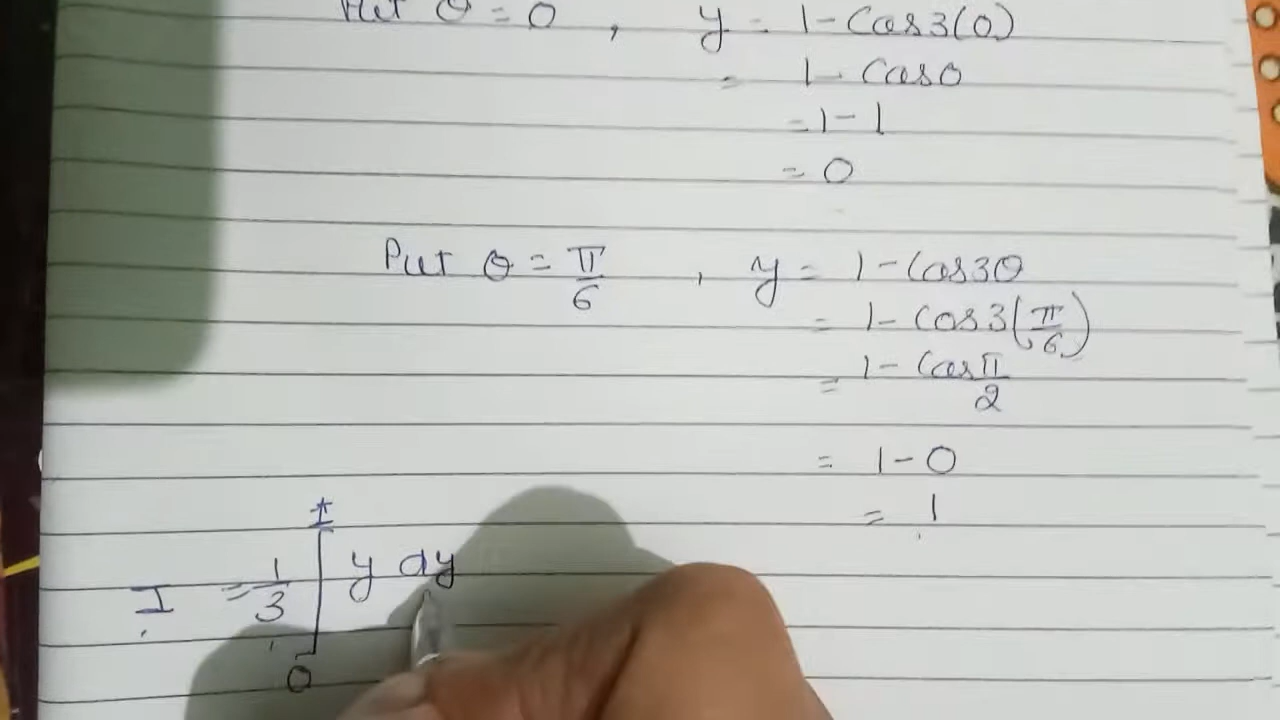 Put θ = 0 , y = 1 - Cos3(0)
= 1 - Cos0
= 1 - 1
= 0
Put θ = π/6 , y = 1 - Cos3θ
= 1 - Cos3(π/6)
= 1 - Cos π/2
= 1 - 0
= 1
I = 1/3 ∫₀¹ y dy